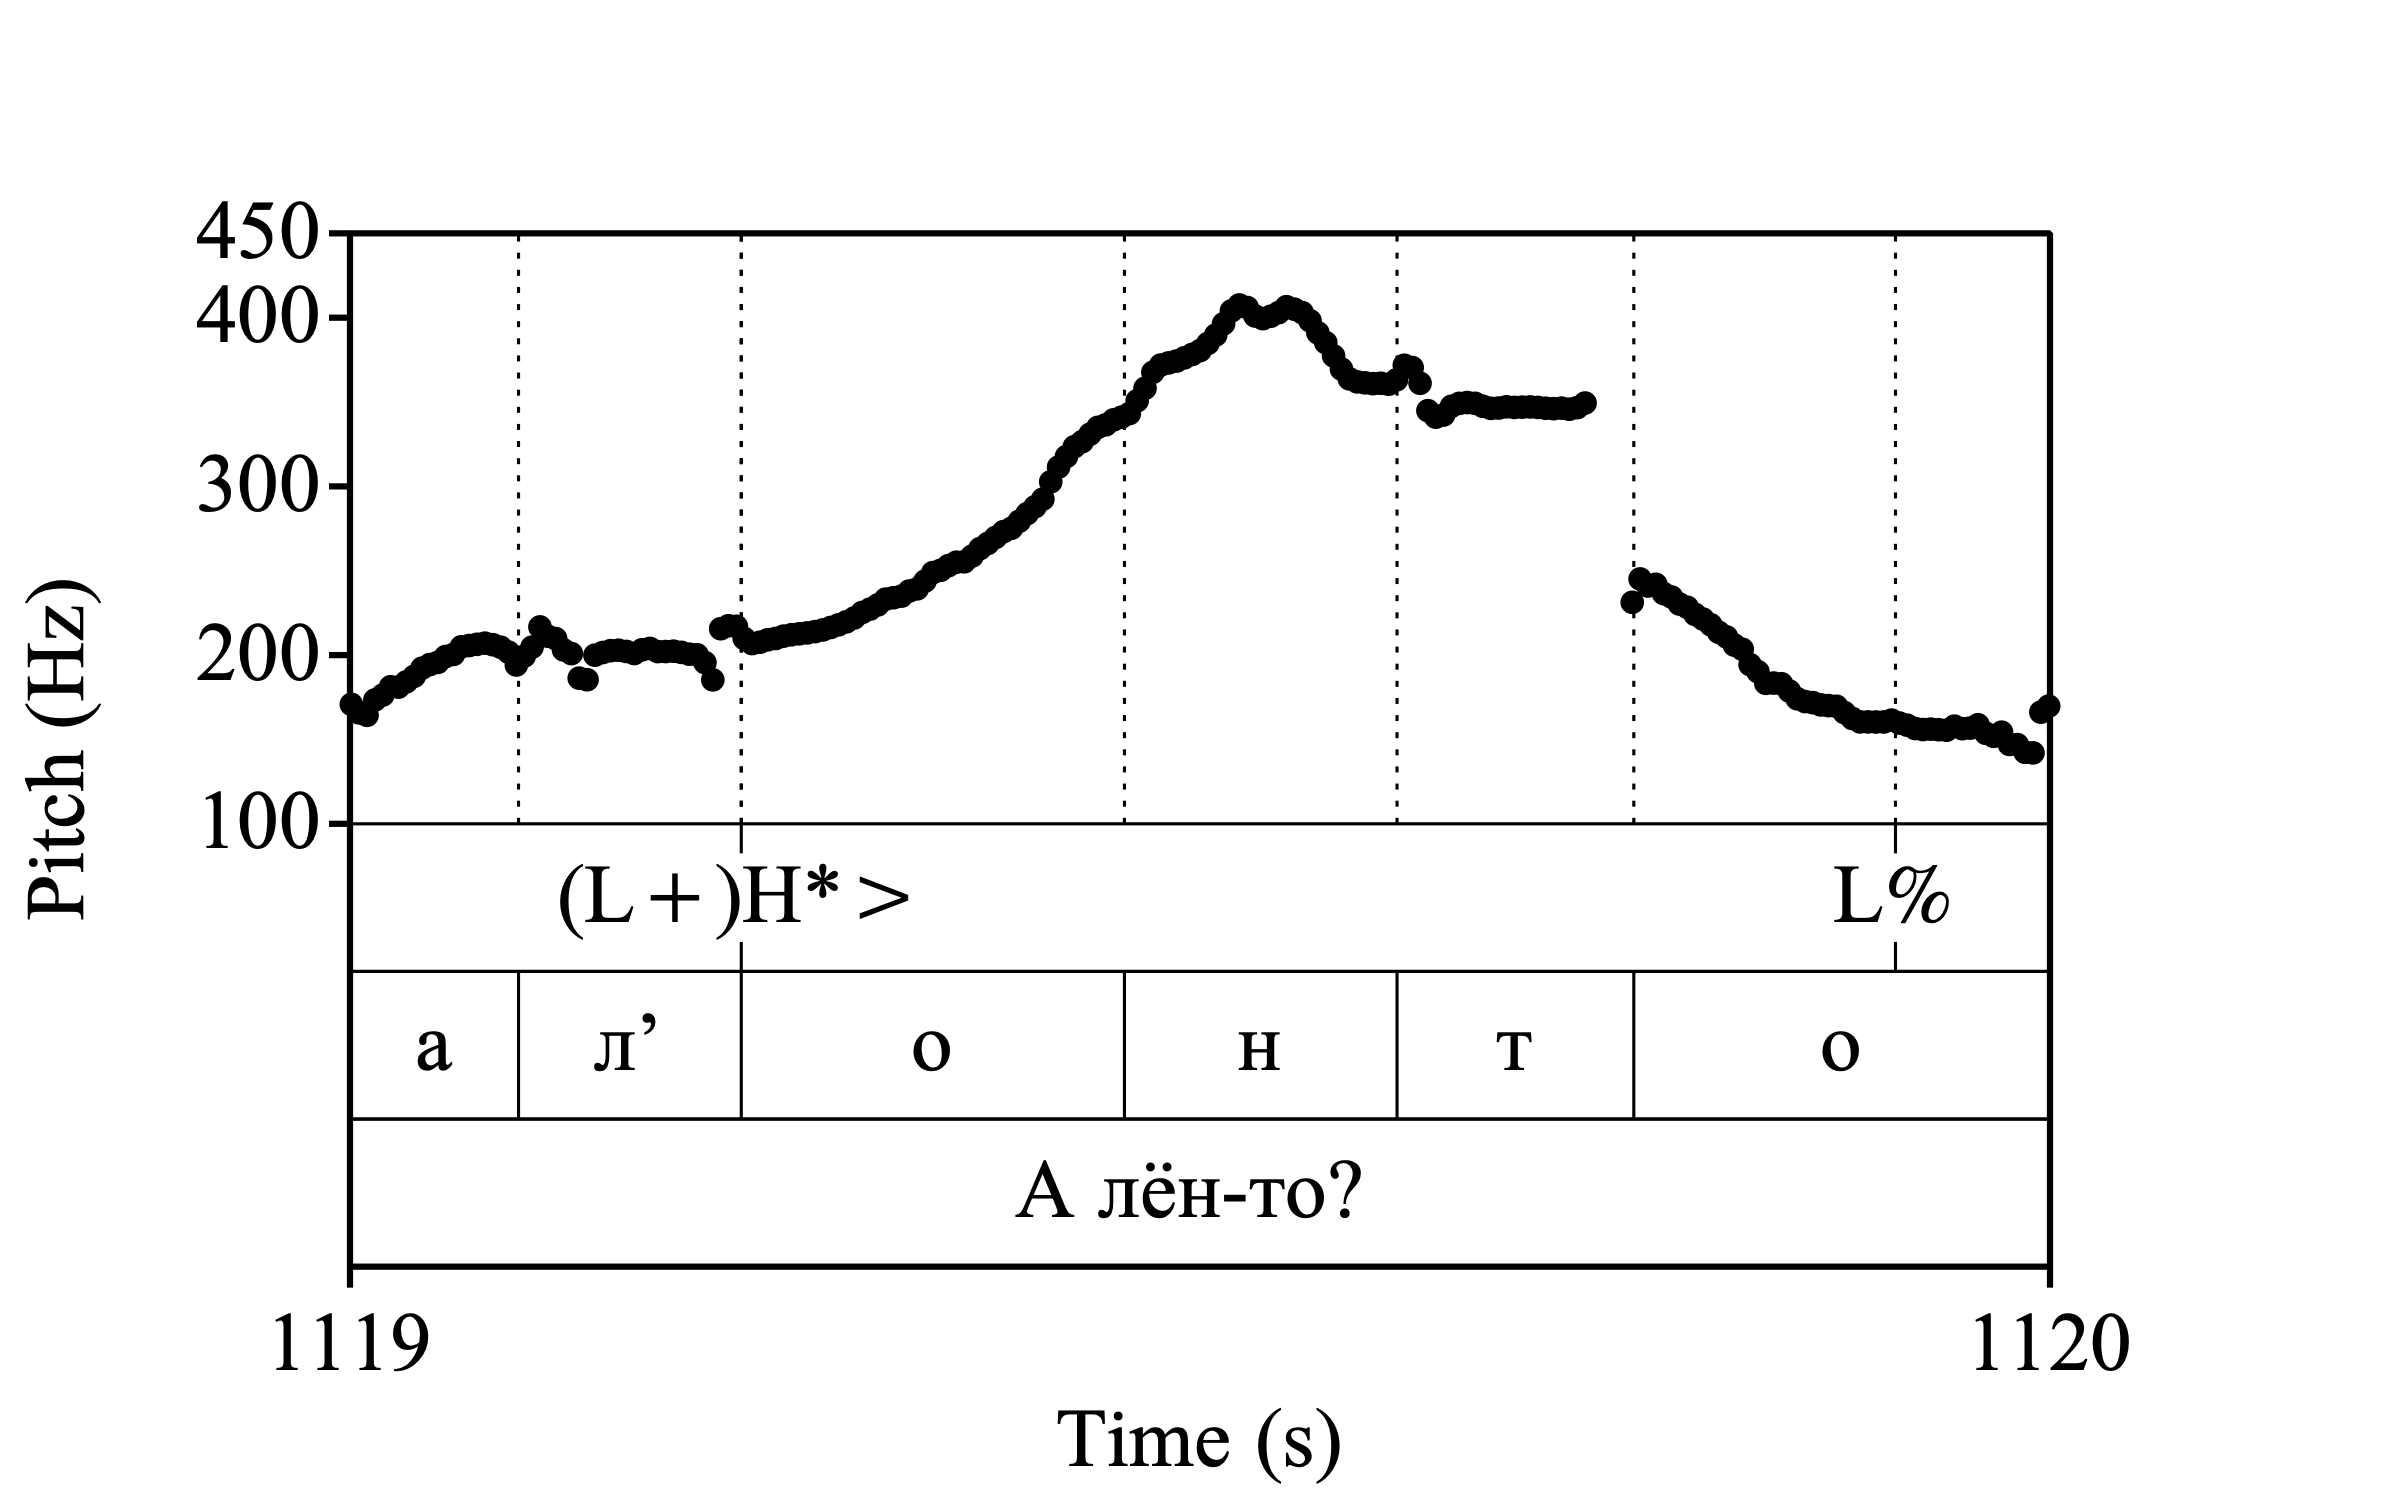 450
400
300
200
100
Pitch (Hz)
(L+)H*> L%
а л’ о н т о
А лён-то?
1119 1120
Time (s)